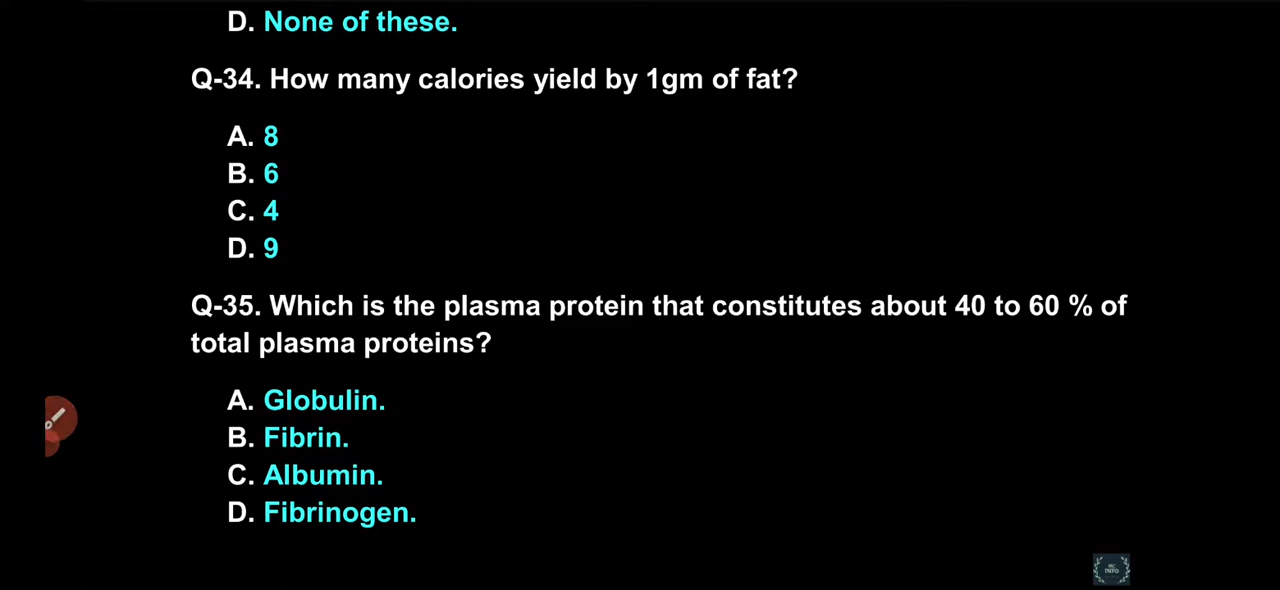 D. None of these.
Q-34. How many calories yield by 1gm of fat?
A. 8
B. 6
C. 4
D. 9
Q-35. Which is the plasma protein that constitutes about 40 to 60 % of
total plasma proteins?
A. Globulin.
B. Fibrin.
C. Albumin.
D. Fibrinogen.
INFO